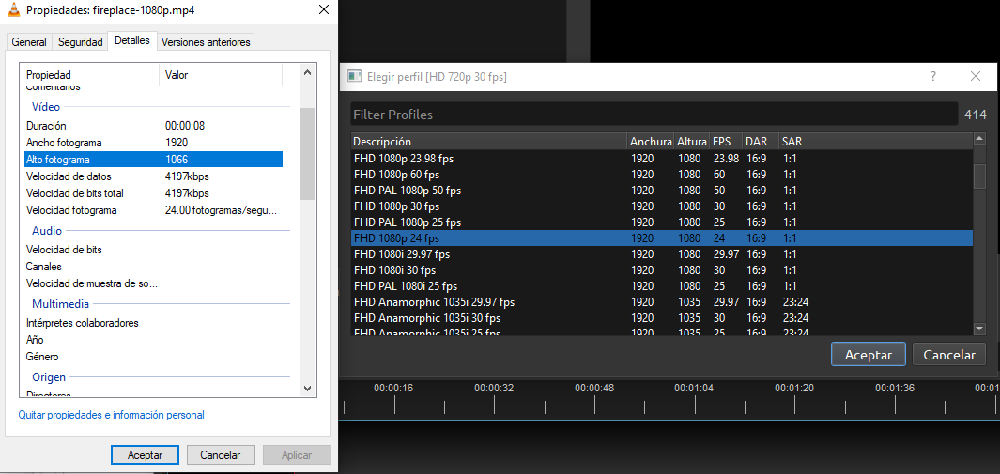 Propiedades: fireplace-1080p.mp4
General Seguridad Detalles Versiones anteriores
Propiedad Valor
Comentarios
Vídeo
Duración 00:00:08
Ancho fotograma 1920
Alto fotograma 1066
Velocidad de datos 4197kbps
Velocidad de bits total 4197kbps
Velocidad fotograma 24.00 fotogramas/segu...
Audio
Velocidad de bits
Canales
Velocidad de muestra de so...
Multimedia
Intérpretes colaboradores
Año
Género
Origen
Directores
Quitar propiedades e información personal
Aceptar Cancelar Aplicar
Elegir perfil [HD 720p 30 fps] ?
Filter Profiles 414
Descripción Anchura Altura FPS DAR SAR
FHD 1080p 23.98 fps 1920 1080 23.98 16:9 1:1
FHD 1080p 60 fps 1920 1080 60 16:9 1:1
FHD PAL 1080p 50 fps 1920 1080 50 16:9 1:1
FHD 1080p 30 fps 1920 1080 30 16:9 1:1
FHD PAL 1080p 25 fps 1920 1080 25 16:9 1:1
FHD 1080p 24 fps 1920 1080 24 16:9 1:1
FHD 1080i 29.97 fps 1920 1080 29.97 16:9 1:1
FHD 1080i 30 fps 1920 1080 30 16:9 1:1
FHD PAL 1080i 25 fps 1920 1080 25 16:9 1:1
FHD Anamorphic 1035i 29.97 fps 1920 1035 29.97 16:9 23:24
FHD Anamorphic 1035i 30 fps 1920 1035 30 16:9 23:24
FHD Anamorphic 1035i 25 fps 1920 1035 25 16:9 23:24
Aceptar Cancelar
00:00:16 00:00:32 00:00:48 00:01:04 00:01:20 00:01:36 00:01